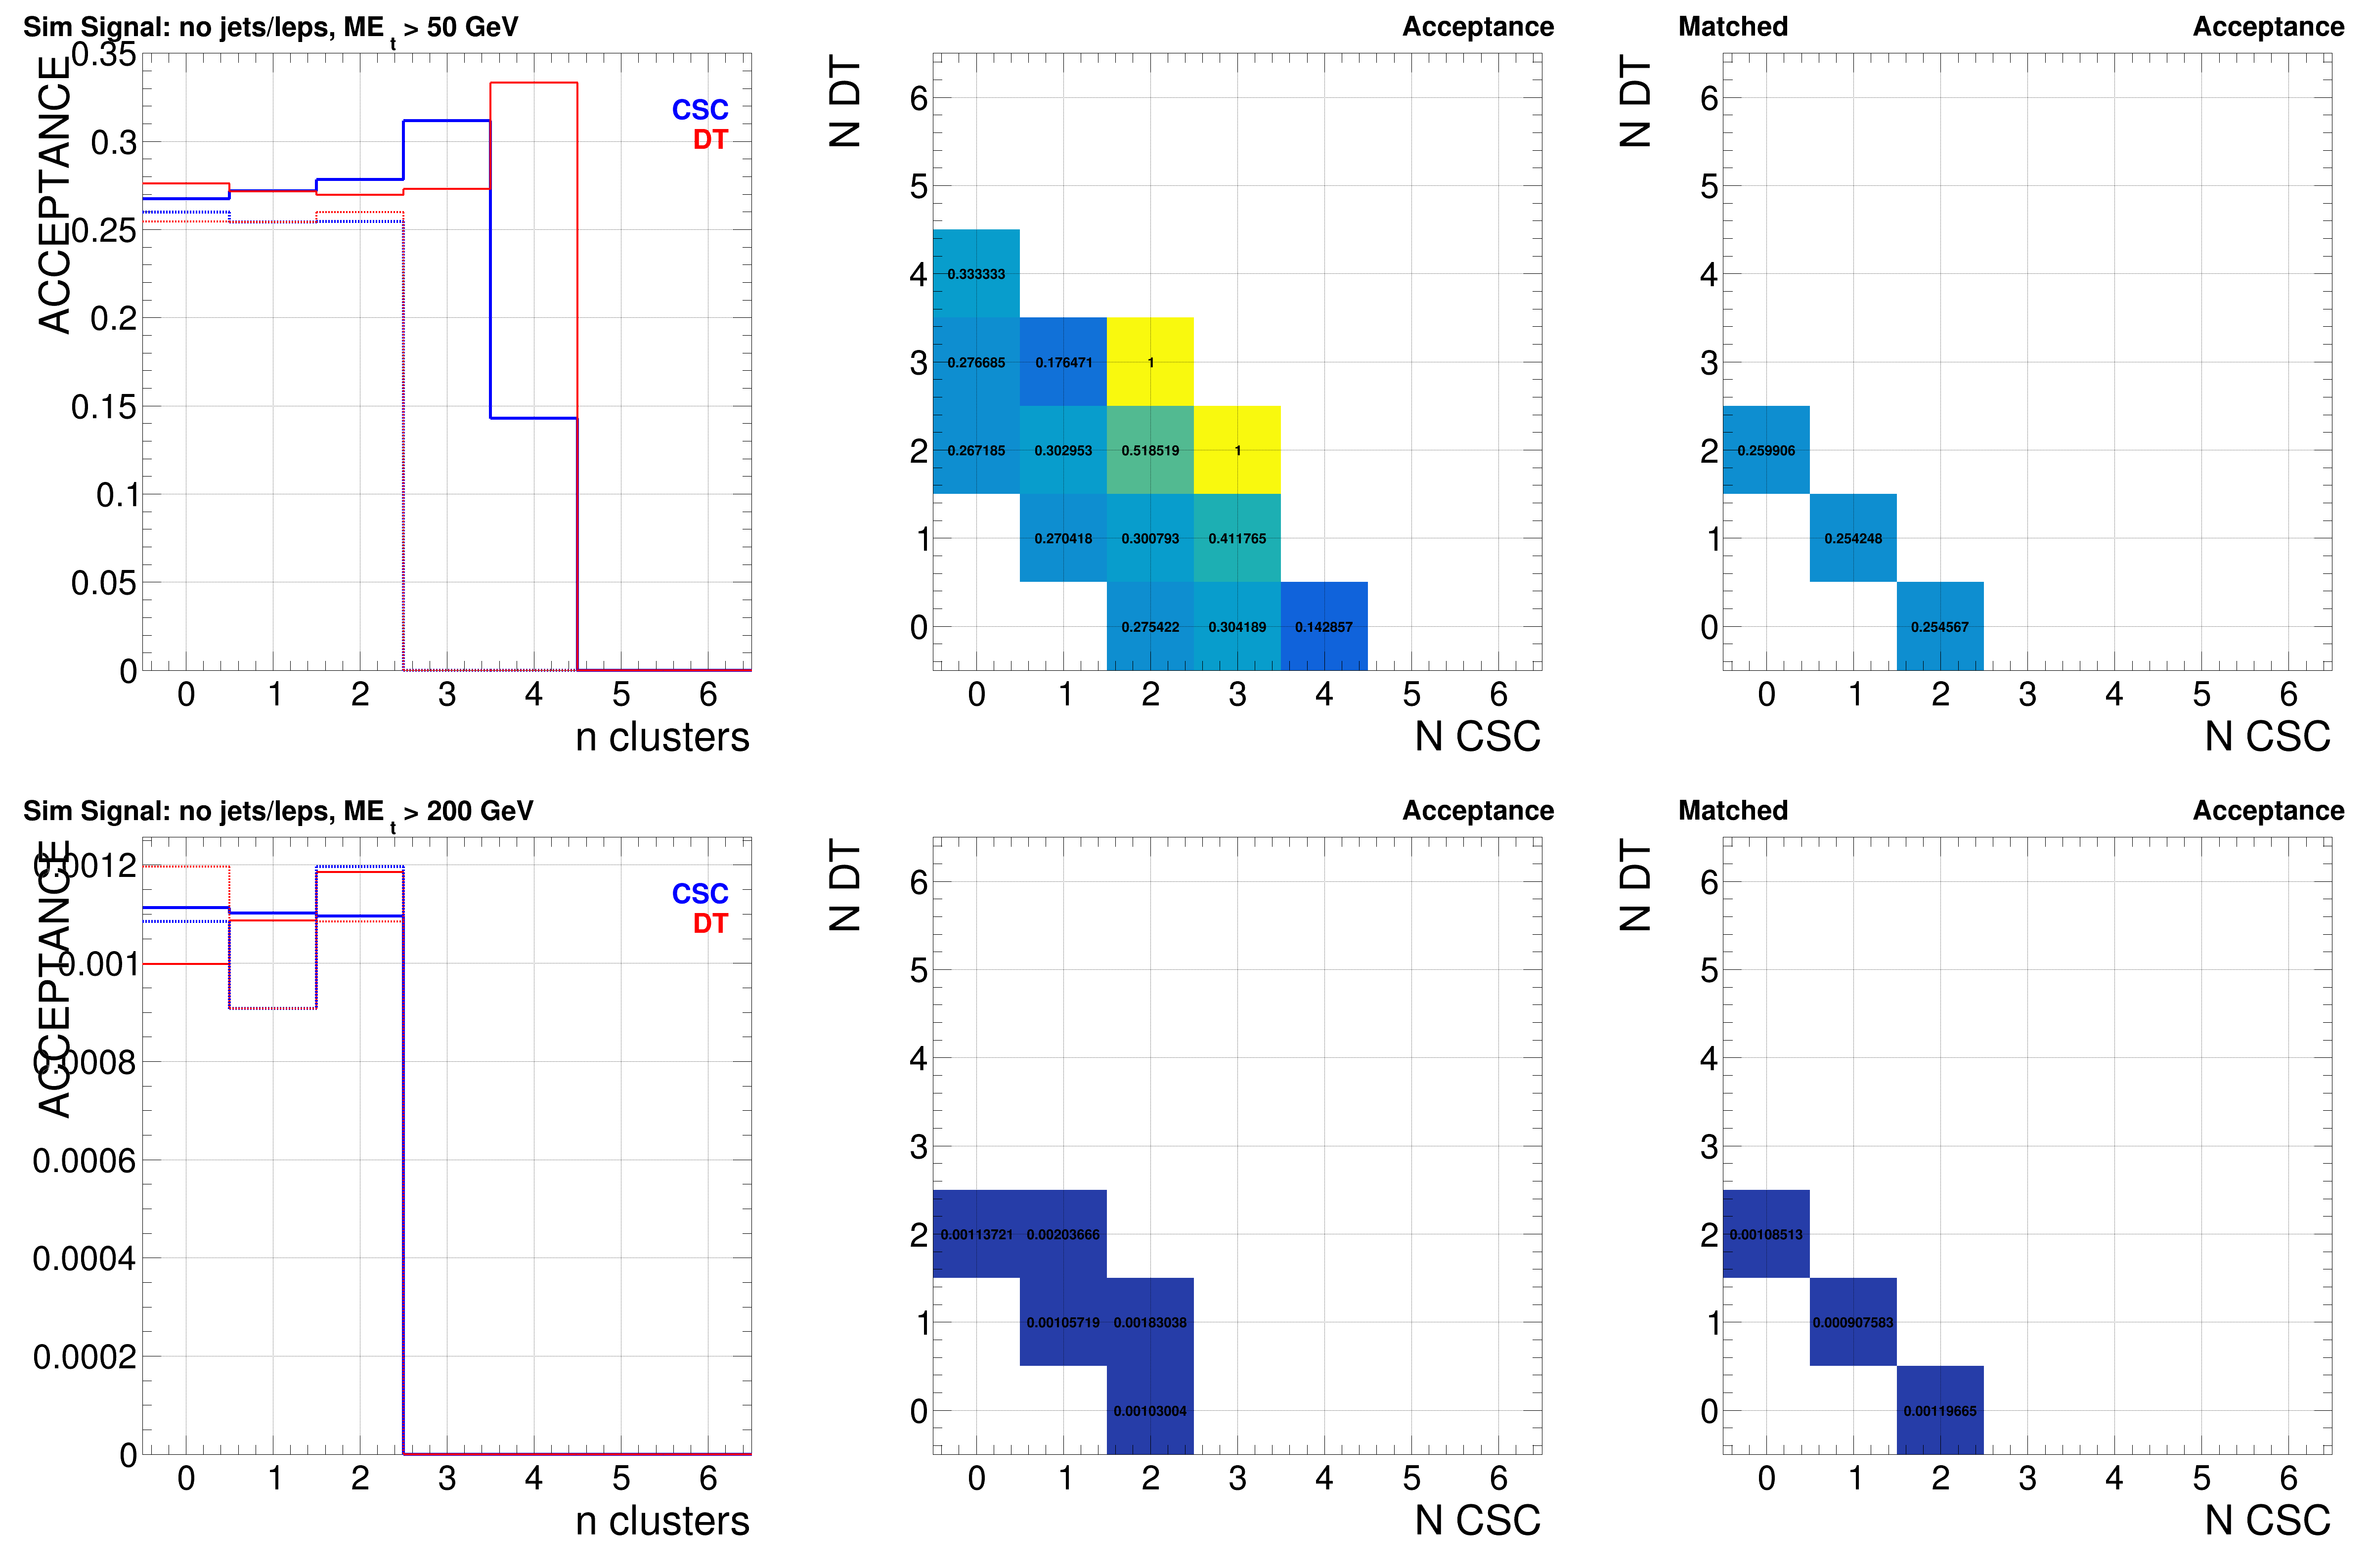 Sim Signal: no jets/leps, ME t > 50 GeV
ACCEPTANCE
0.35
0.3
0.25
0.2
0.15
0.1
0.05
0
CSC
DT
0 1 2 3 4 5 6
n clusters
Acceptance
N DT
6
5
4
3
2
1
0
0.333333
0.276685 0.176471 1
0.267185 0.302953 0.518519 1
0.270418 0.300793 0.411765
0.275422 0.304189 0.142857
0 1 2 3 4 5 6
N CSC
Matched Acceptance
N DT
6
5
4
3
2
1
0
0.259906
0.254248
0.254567
0 1 2 3 4 5 6
N CSC
Sim Signal: no jets/leps, ME t > 200 GeV
ACCEPTANCE
0.0012
0.001
0.0008
0.0006
0.0004
0.0002
0
CSC
DT
0 1 2 3 4 5 6
n clusters
Acceptance
N DT
6
5
4
3
2
1
0
0.00113721 0.00203666
0.00105719 0.00183038
0.00103004
0 1 2 3 4 5 6
N CSC
Matched Acceptance
N DT
6
5
4
3
2
1
0
0.00108513
0.000907583
0.00119665
0 1 2 3 4 5 6
N CSC